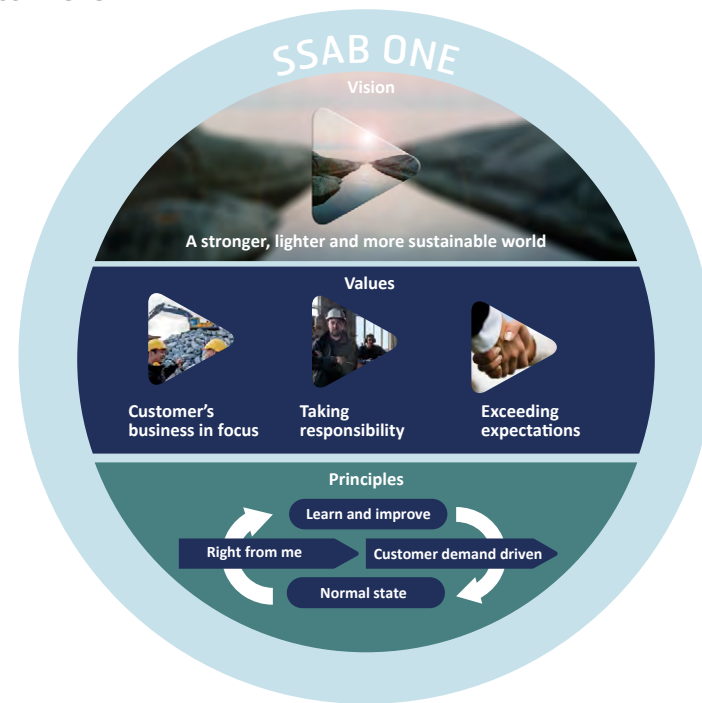 SSAB ONE
Vision
A stronger, lighter and more sustainable world
Values
Customer's
business in focus
Taking
responsibility
Exceeding
expectations
Principles
Learn and improve
Right from me
Customer demand driven
Normal state